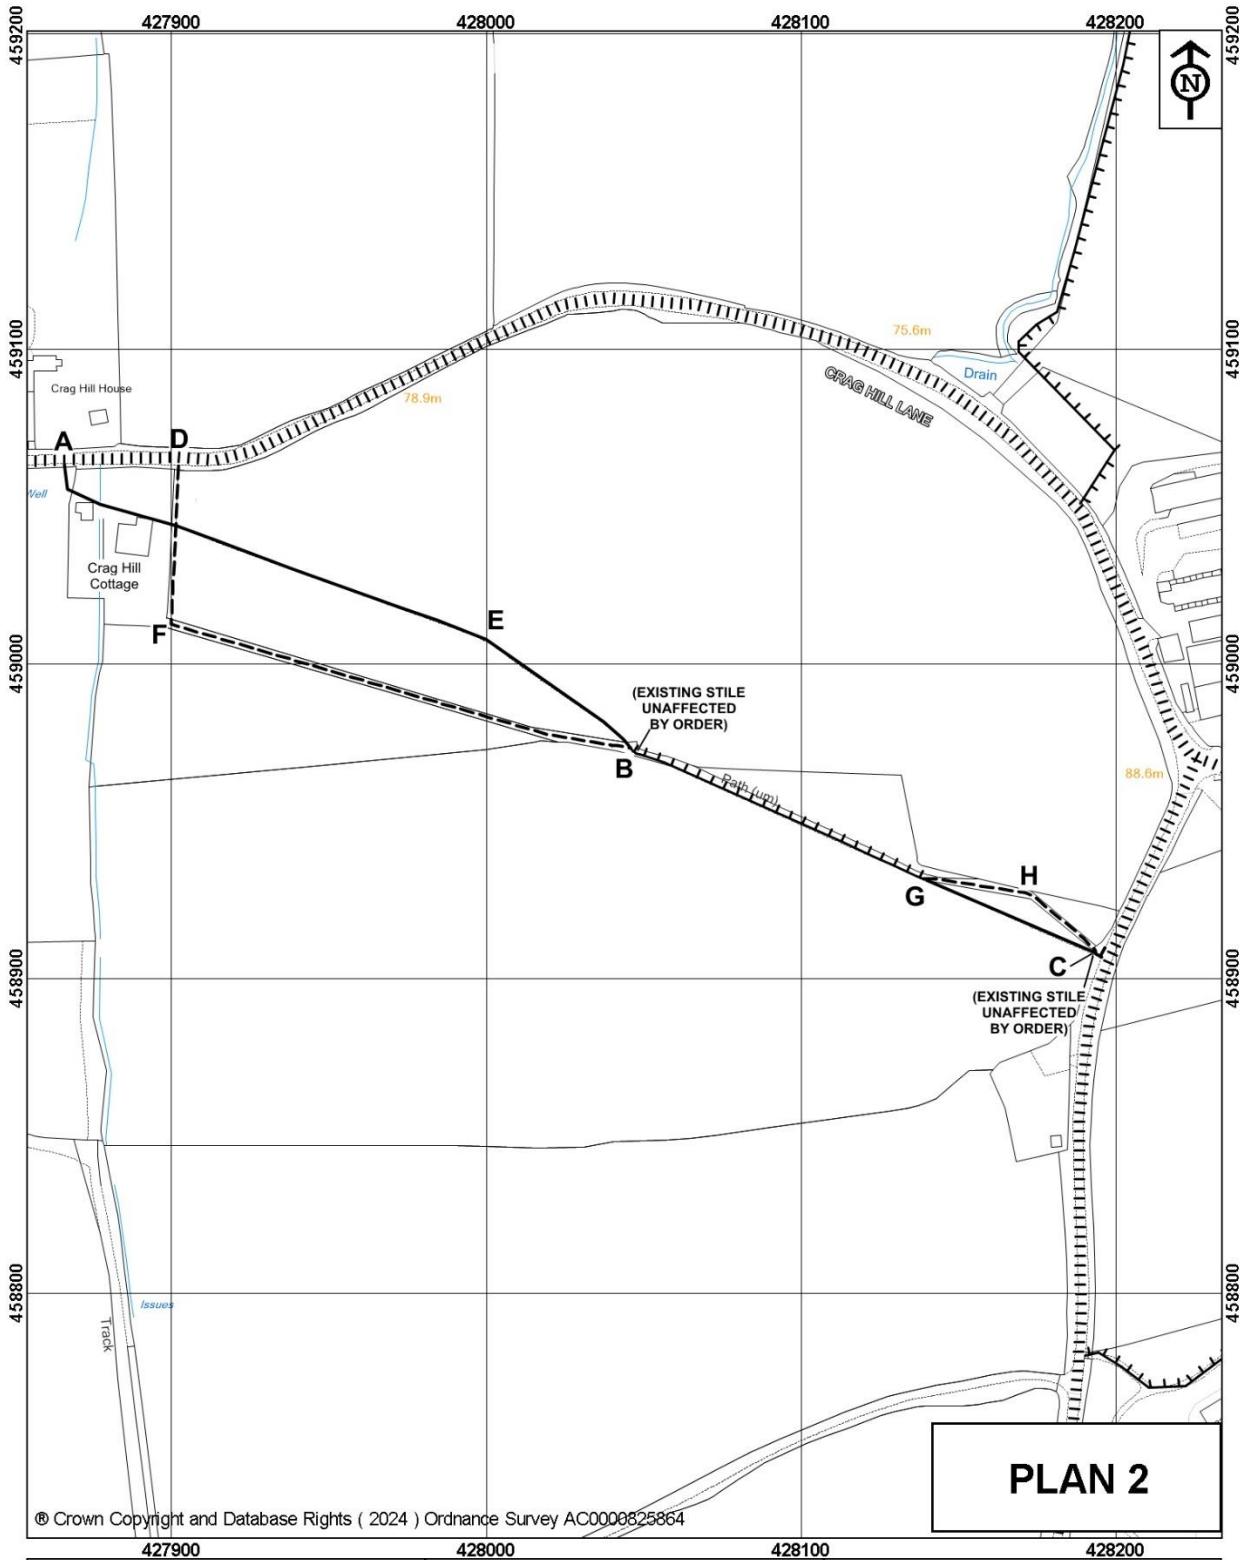 427900
428000
428100
428200
459200
459200
N
459100
459100
75.6m
Drain
CRAG HILL LANE
78.9m
Crag Hill House
A
D
Well
Crag Hill
Cottage
E
F
459000
459000
(EXISTING STILE
UNAFFECTED
BY ORDER)
B
Path (um)
88.6m
H
G
C
458900
458900
(EXISTING STILE
UNAFFECTED
BY ORDER)
458800
458800
Issues
Track
PLAN 2
® Crown Copyright and Database Rights ( 2024 ) Ordnance Survey AC0000825864
427900
428000
428100
428200